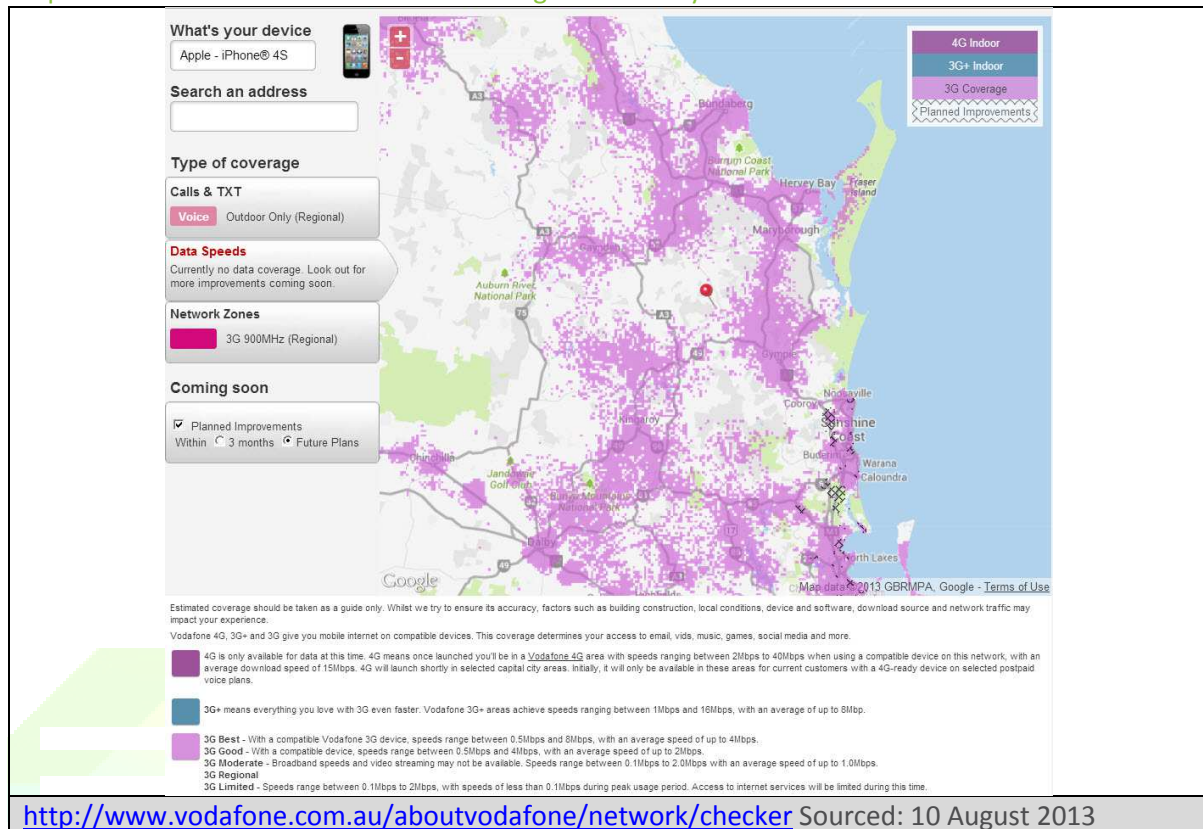 What's your device
Apple - iPhone® 4S
Search an address
Type of coverage
Calls & TXT
Voice Outdoor Only (Regional)
Data Speeds
Currently no data coverage. Look out for
more improvements coming soon.
Network Zones
3G 900MHz (Regional)
Coming soon
Planned Improvements
Within 3 months Future Plans
+
-
4G Indoor
3G+ Indoor
3G Coverage
Planned Improvements
A3
Bundaberg
Burrum Coast
National Park
Hervey Bay
Fraser
Island
Maryborough
A3
Gayndah
Auburn River
National Park
75
A3
49
Gympie
Noosaville
Cooroy
Sunshine
Coast
Kingaroy
Buderim
Warana
Caloundra
Chinchilla
Jandowae
Golf Club
Bunya Mountains
National Park
17
M1
Dalby
North Lakes
49
A3
Google
Map data ©2013 GBRMPA, Google - Terms of Use
Estimated coverage should be taken as a guide only. Whilst we try to ensure its accuracy, factors such as building construction, local conditions, device and software, download source and network traffic may
impact your experience.
Vodafone 4G, 3G+ and 3G give you mobile internet on compatible devices. This coverage determines your access to email, vids, music, games, social media and more.
4G is only available for data at this time. 4G means once launched you'll be in a Vodafone 4G area with speeds ranging between 2Mbps to 40Mbps when using a compatible device on this network, with an
average download speed of 15Mbps. 4G will launch shortly in selected capital city areas. Initially, it will only be available in these areas for current customers with a 4G-ready device on selected postpaid
voice plans.
3G+ means everything you love with 3G even faster. Vodafone 3G+ areas achieve speeds ranging between 1Mbps and 16Mbps, with an average of up to 8Mbp.
3G Best - With a compatible Vodafone 3G device, speeds range between 0.5Mbps and 8Mbps, with an average speed of up to 4Mbps.
3G Good - With a compatible device, speeds range between 0.5Mbps and 4Mbps, with an average speed of up to 2Mbps.
3G Moderate - Broadband speeds and video streaming may not be available. Speeds range between 0.1Mbps to 2.0Mbps with an average speed of up to 1.0Mbps.
3G Regional
3G Limited - Speeds range between 0.1Mbps to 2Mbps, with speeds of less than 0.1Mbps during peak usage period. Access to internet services will be limited during this time.
http://www.vodafone.com.au/aboutvodafone/network/checker Sourced: 10 August 2013